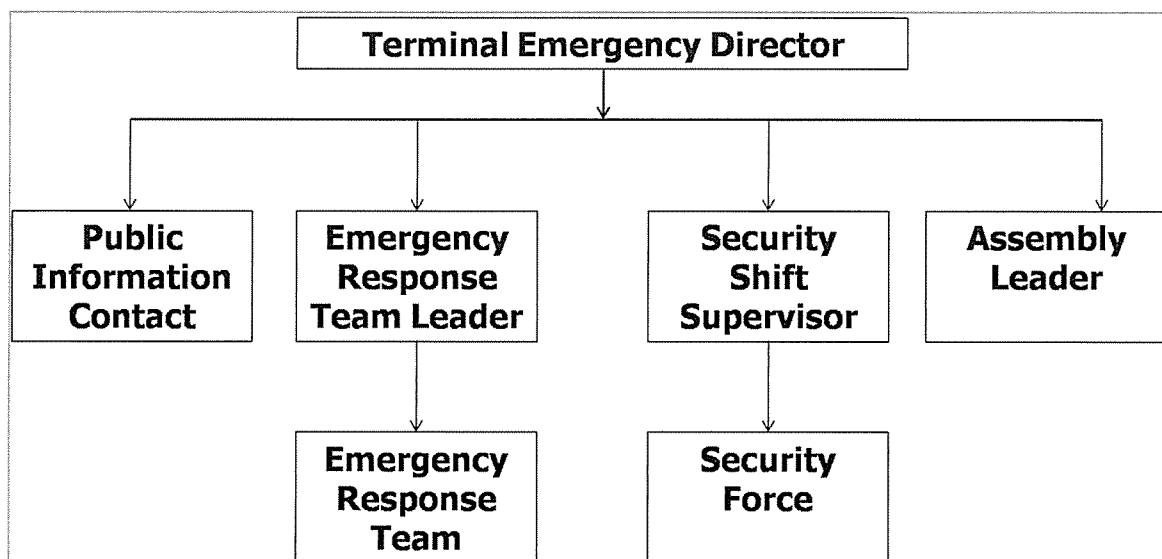 Terminal Emergency Director
Public
Information
Contact
Emergency
Response
Team Leader
Security
Shift
Supervisor
Assembly
Leader
Emergency
Response
Team
Security
Force